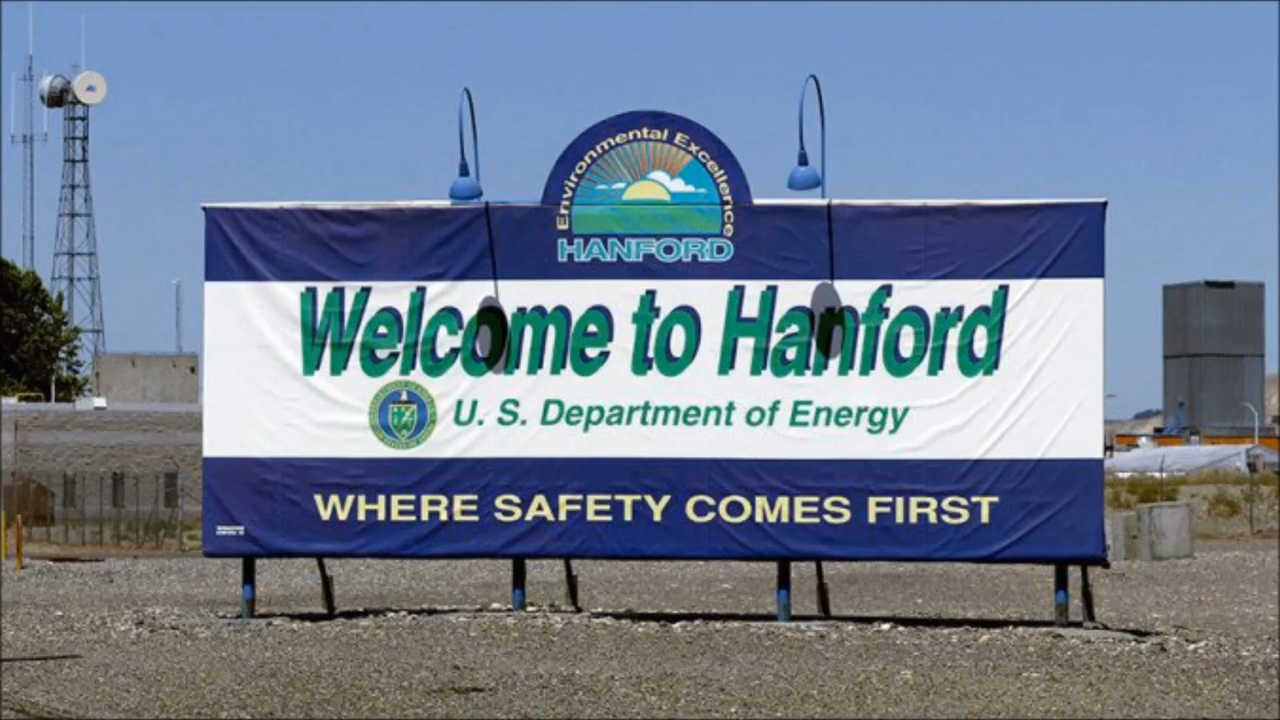 Environmental Excellence
HANFORD
Welcome to Hanford
U. S. Department of Energy
WHERE SAFETY COMES FIRST